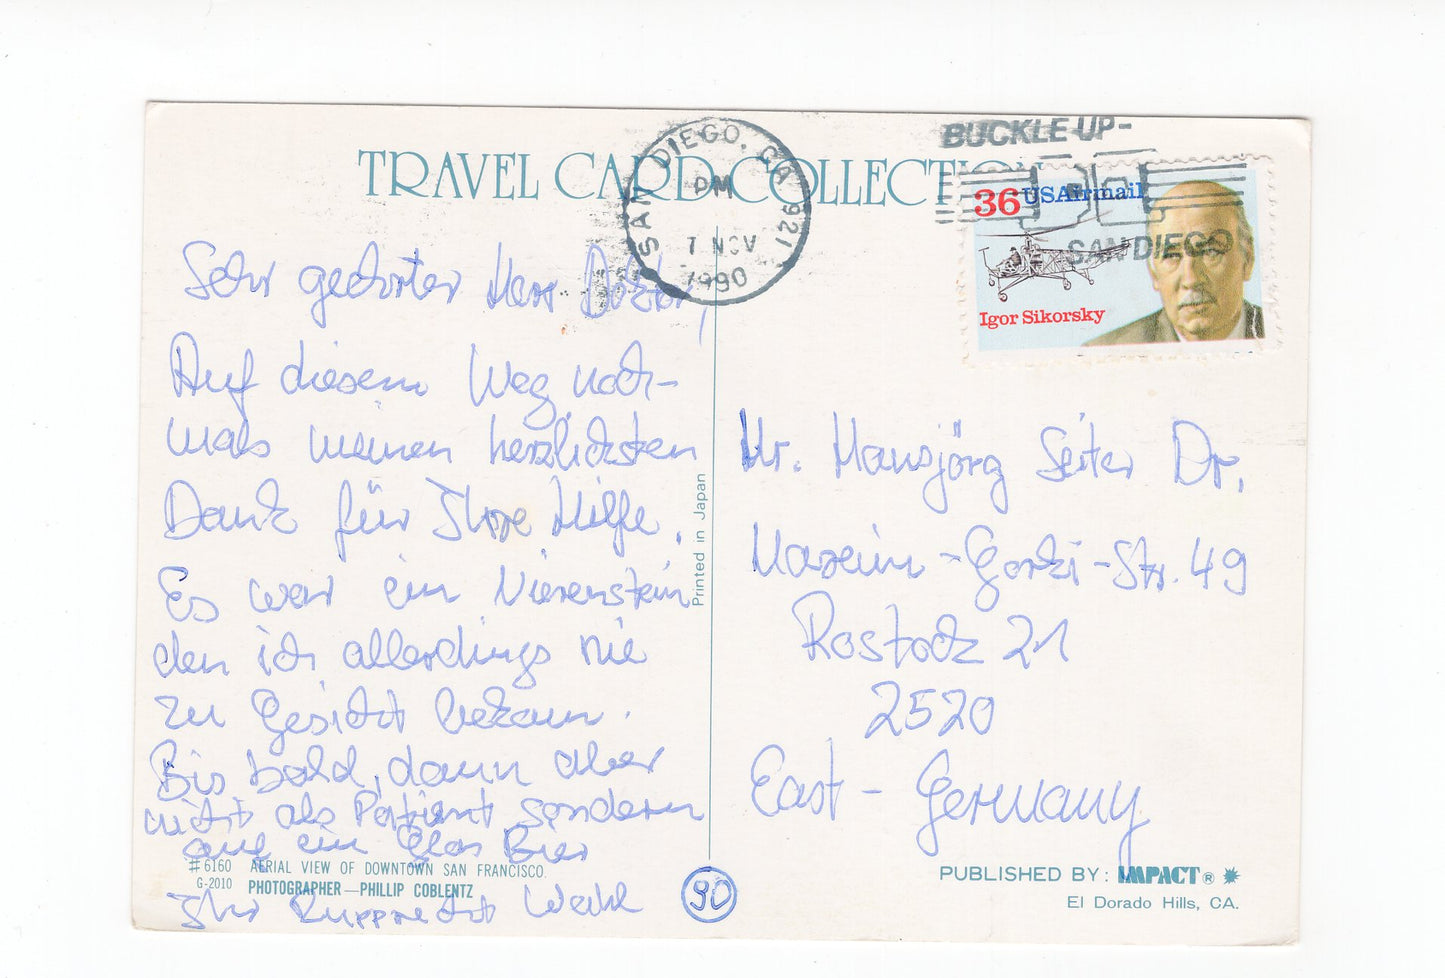 TRAVEL CARD COLLECTION
SAN DIEGO, CA 921
PM
7 NOV
1990
BUCKLE UP-
SAN DIEGO
36 USAirmail
Igor Sikorsky
Sehr geehrter Herr Doktor,
Auf diesem Weg noch-
mals meinen herzlichsten
Dank für Ihre Hilfe.
Es war ein Nierenstein
den ich allerdings nie
zu Gesicht bekam.
Bis bald, dann aber
nicht als Patient sondern
auf ein Glas Bier
Ihr Rupprecht Wahl
Printed in Japan
Mr. Hansjörg Seiter Dr.
Maxim-Gorki-Str. 49
Rostock 21
2520
East - Germany
#6160 AERIAL VIEW OF DOWNTOWN SAN FRANCISCO.
G-2010 PHOTOGRAPHER—PHILLIP COBLENTZ
90
PUBLISHED BY: IMPACT®
El Dorado Hills, CA.